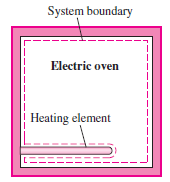 System boundary
Electric oven
Heating element